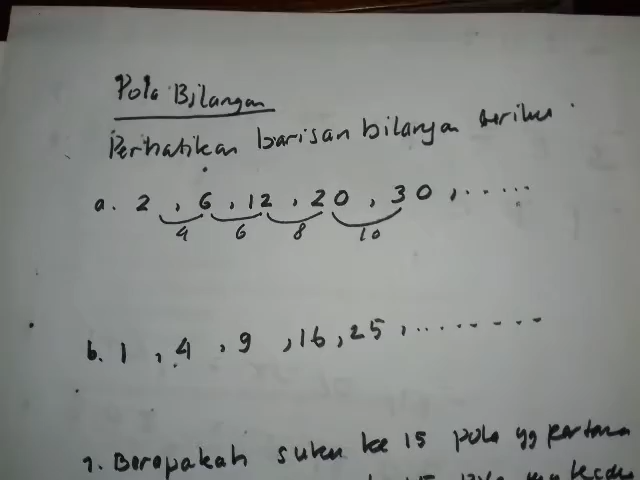 Pola Bilangan
Perhatikan barisan bilangan berikut
a. 2 , 6 , 12 , 20 , 30 , ......
4 6 8 10
b. 1 , 4 , 9 , 16 , 25 , ........
1. Berapakah suku ke 15 pola yg pertama